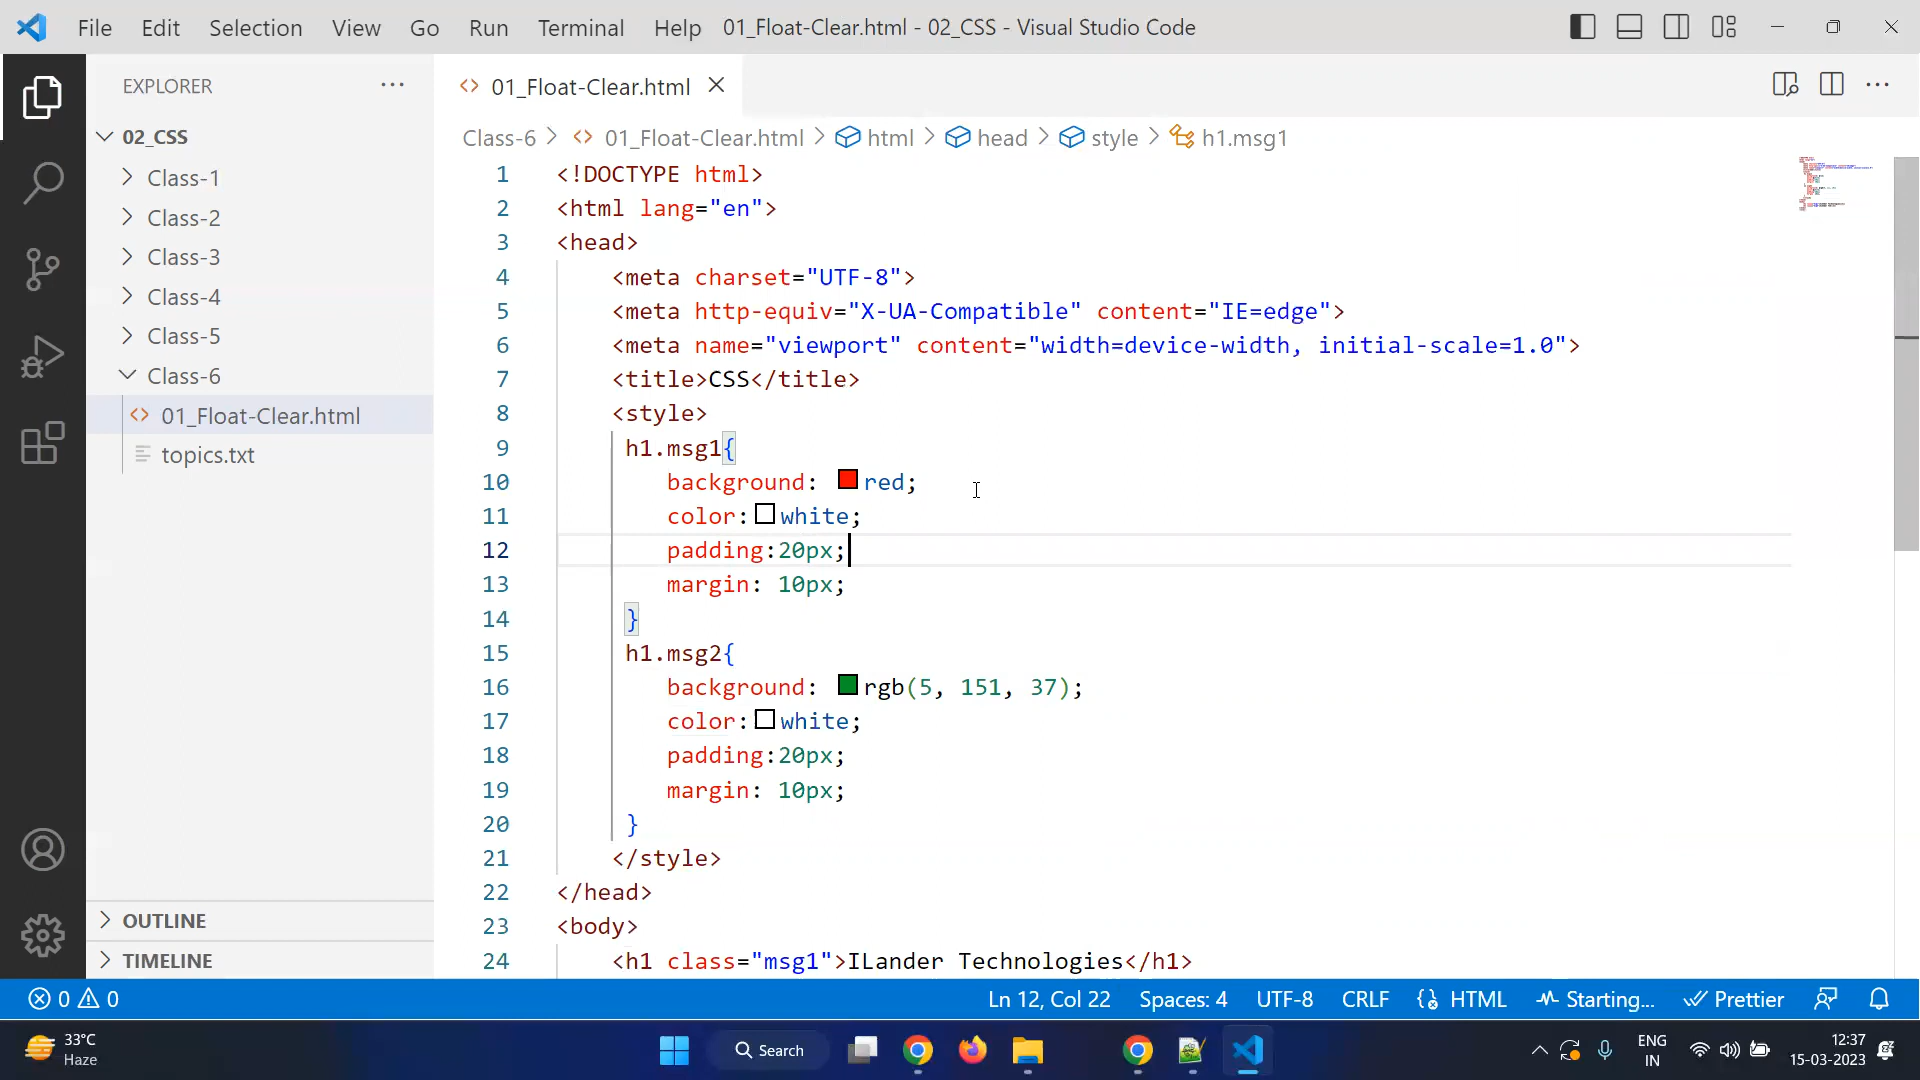 File Edit Selection View Go Run Terminal Help 01_Float-Clear.html - 02_CSS - Visual Studio Code
EXPLORER
02_CSS
Class-1
Class-2
Class-3
Class-4
Class-5
Class-6
01_Float-Clear.html
topics.txt
OUTLINE
TIMELINE
01_Float-Clear.html
Class-6 > 01_Float-Clear.html > html > head > style > h1.msg1
1 <!DOCTYPE html>
2 <html lang="en">
3 <head>
4 <meta charset="UTF-8">
5 <meta http-equiv="X-UA-Compatible" content="IE=edge">
6 <meta name="viewport" content="width=device-width, initial-scale=1.0">
7 <title>CSS</title>
8 <style>
9 h1.msg1{
10 background: red;
11 color:white;
12 padding:20px;
13 margin: 10px;
14 }
15 h1.msg2{
16 background: rgb(5, 151, 37);
17 color:white;
18 padding:20px;
19 margin: 10px;
20 }
21 </style>
22 </head>
23 <body>
24 <h1 class="msg1">ILander Technologies</h1>
0 0 Ln 12, Col 22 Spaces: 4 UTF-8 CRLF HTML Starting... Prettier
33°C
Haze
Search
ENG
IN
12:37
15-03-2023